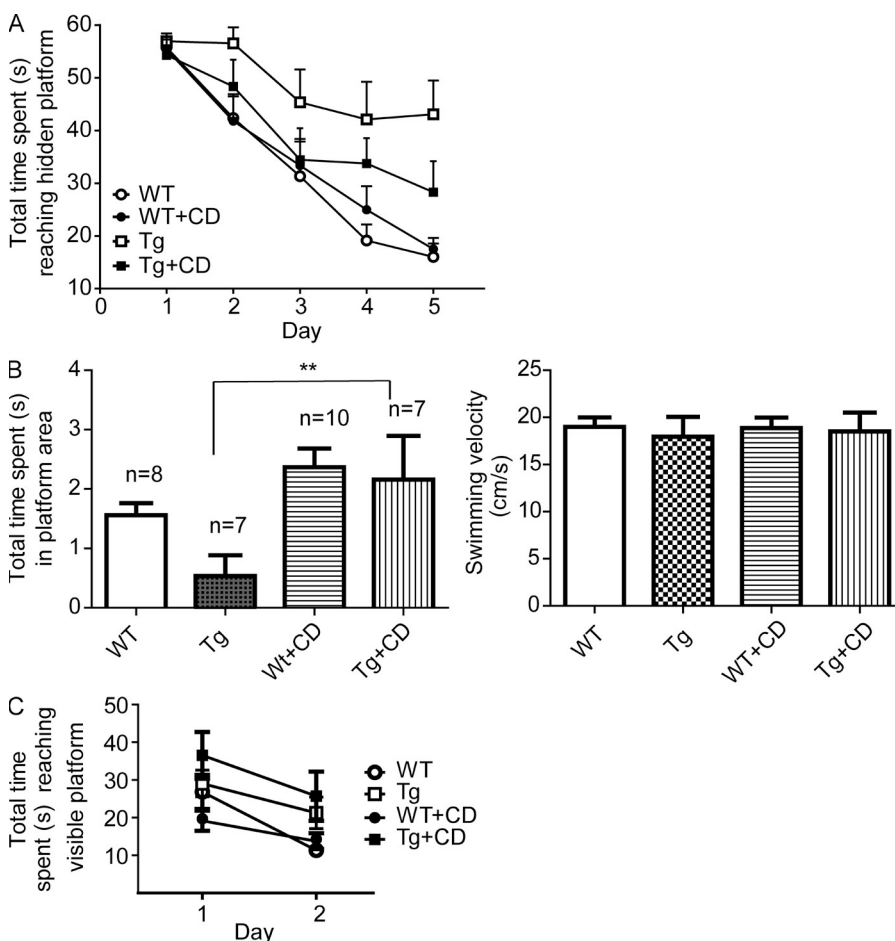 A
Total time spent (s)
reaching hidden platform
60
50
40
30
20
10
0
1
2
3
4
5
Day
WT
WT+CD
Tg
Tg+CD
B
Total time spent (s)
in platform area
4
3
2
1
0
**
n=8
n=7
n=10
n=7
WT
Tg
Wt+CD
Tg+CD
Swimming velocity
(cm/s)
25
20
15
10
5
0
WT
Tg
WT+CD
Tg+CD
C
Total time
spent (s) reaching
visible platform
50
40
30
20
10
1
2
Day
WT
Tg
WT+CD
Tg+CD